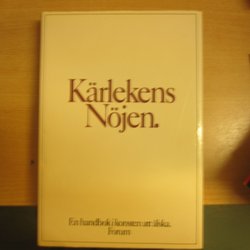 Kärlekens
Nöjen.
En handbok i konsten att älska.
Forum